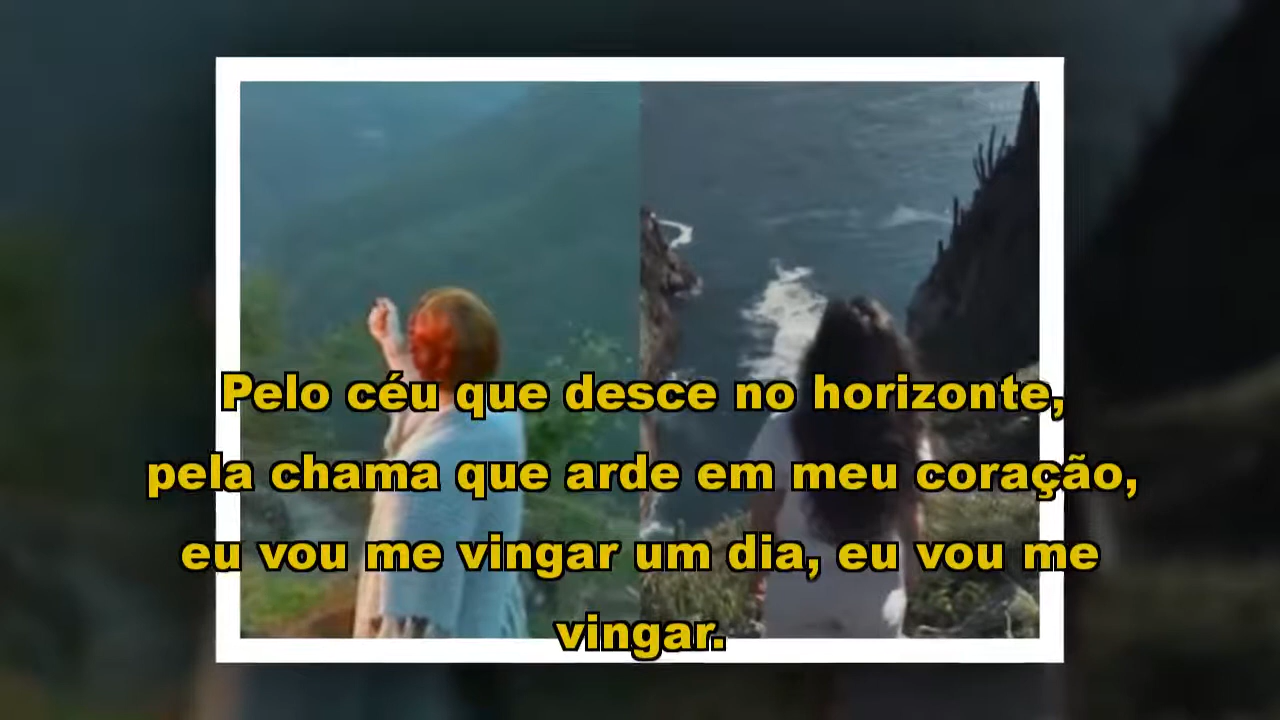 Pelo céu que desce no horizonte,
pela chama que arde em meu coração,
eu vou me vingar um dia, eu vou me
vingar.